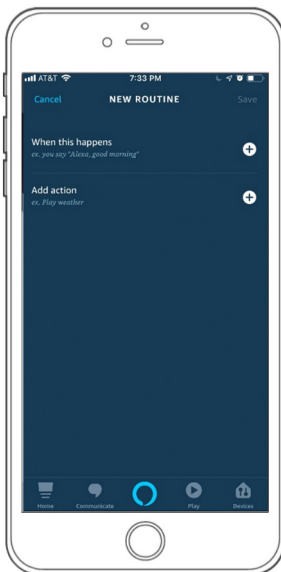 AT&T 7:33 PM
Cancel NEW ROUTINE Save
When this happens
ex. you say "Alexa, good morning"
Add action
ex. Play weather
Home Communicate Play Devices